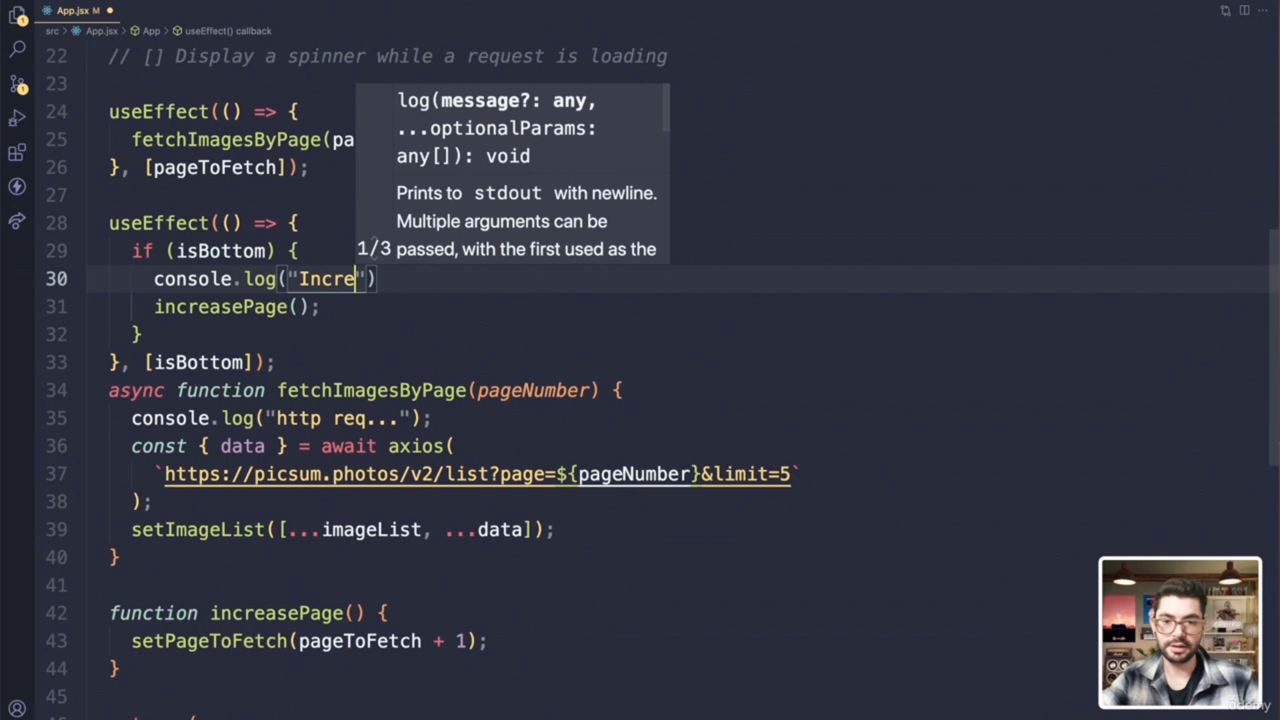 App.jsx M
src > App.jsx > App > useEffect() callback
22 // [] Display a spinner while a request is loading
23
24 useEffect(() => {
25 fetchImagesByPage(pa
26 }, [pageToFetch]);
27
28 useEffect(() => {
29 if (isBottom) {
30 console.log("Incre")
31 increasePage();
32 }
33 }, [isBottom]);
34 async function fetchImagesByPage(pageNumber) {
35 console.log("http req...");
36 const { data } = await axios(
37 `https://picsum.photos/v2/list?page=${pageNumber}&limit=5`
38 );
39 setImageList([...imageList, ...data]);
40 }
41
42 function increasePage() {
43 setPageToFetch(pageToFetch + 1);
44 }
45
log(message?: any,
...optionalParams:
any[]): void
Prints to stdout with newline.
Multiple arguments can be
1/3 passed, with the first used as the
1
1